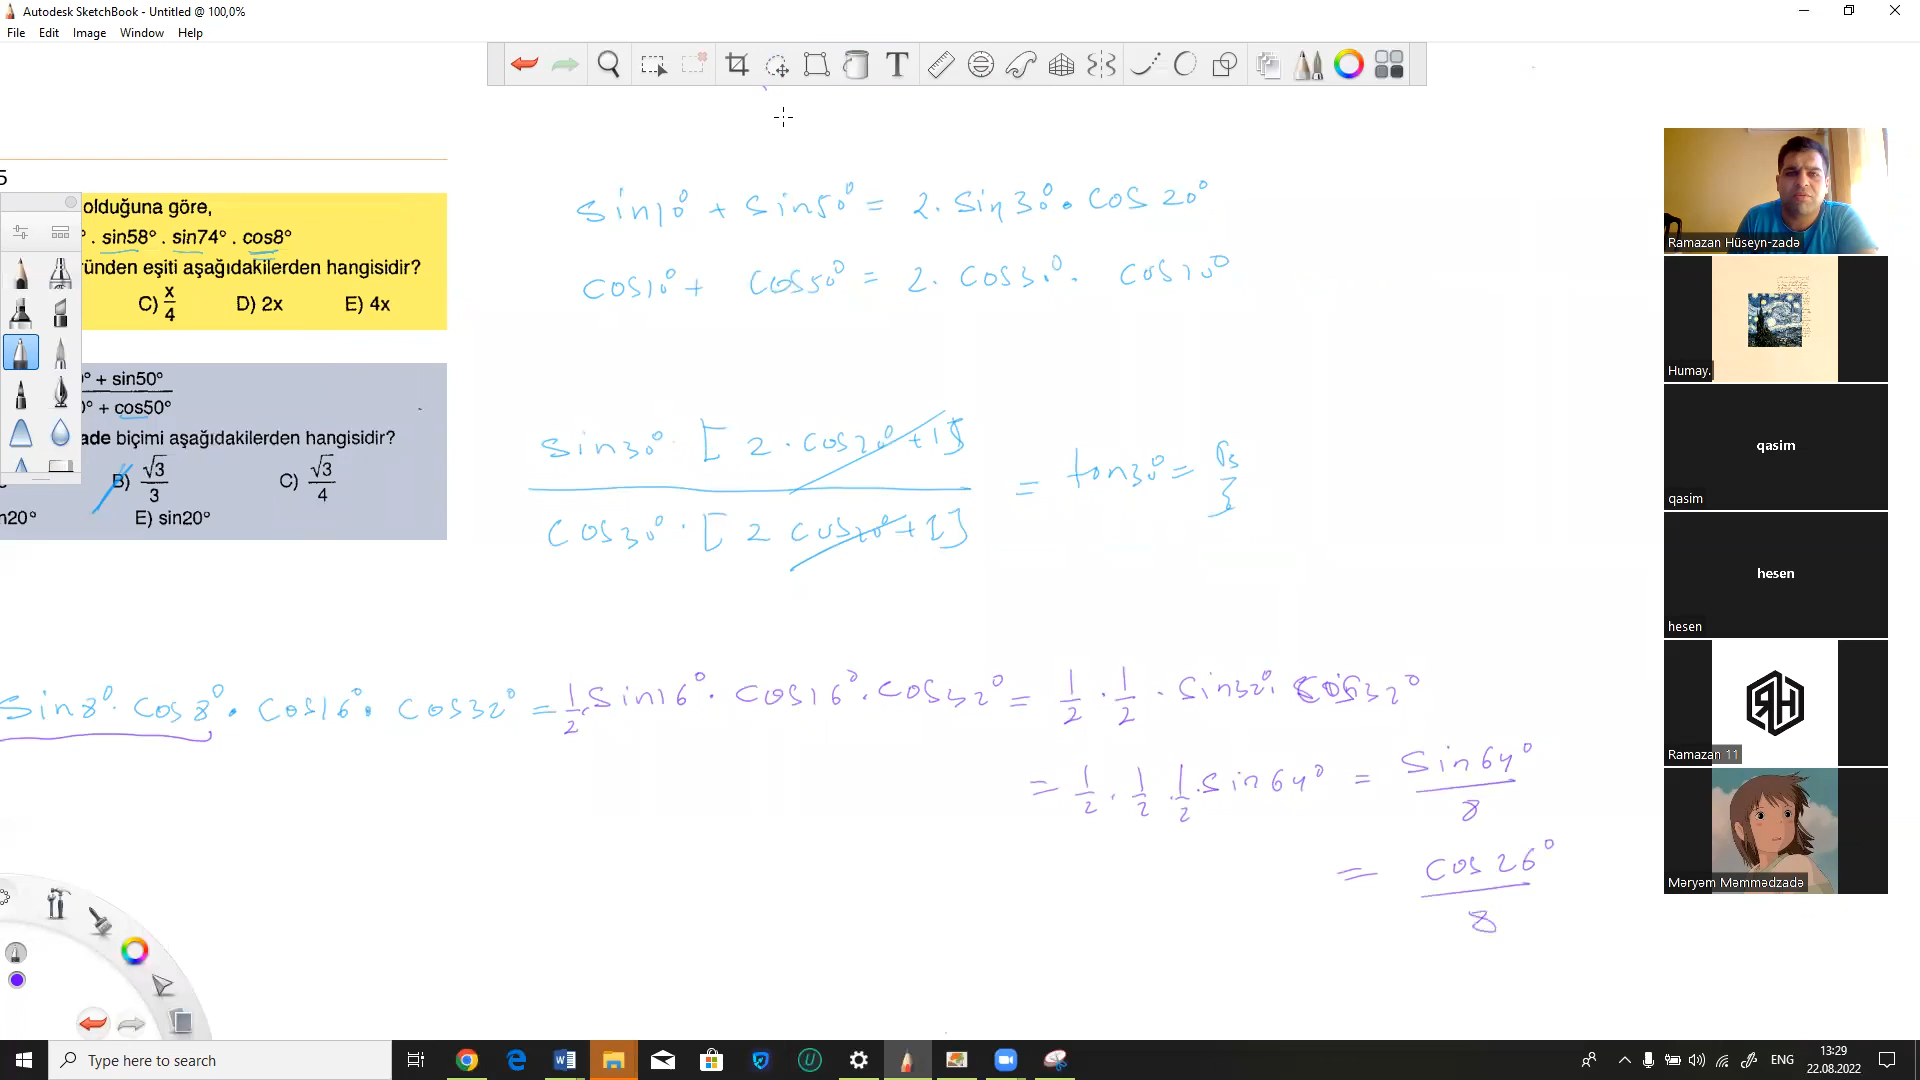 Autodesk SketchBook - Untitled @ 100,0%
File Edit Image Window Help
5
olduğuna göre,
° . sin58° . sin74° . cos8°
ründen eşiti aşağıdakilerden hangisidir?
C) x/4 D) 2x E) 4x
° + sin50°
° + cos50°
ade biçimi aşağıdakilerden hangisidir?
B) √3/3 C) √3/4
n20° E) sin20°
sin10° + sin50° = 2. sin30° . cos20°
cos10° + cos50° = 2. cos30° . cos20°
sin30° . [2 . cos20° + 1]
cos30° . [2 cos20° + 1]
= tan30° = √3/3
sin8° . cos8° . cos16° . cos32° = 1/2 . sin16° . cos16° . cos32° = 1/2 . 1/2 . sin32° . cos32°
= 1/2 . 1/2 . 1/2 . sin64° = sin64°/8
= cos26°/8
Ramazan Hüseyn-zadə
Humay.
qasim
qasim
hesen
hesen
RH
Ramazan 11
Məryəm Məmmədzadə
Type here to search
ENG
13:29
22.08.2022